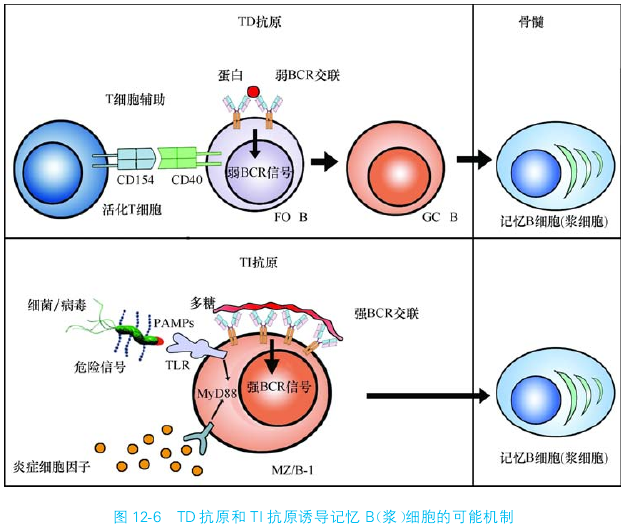 TD抗原
骨髓
蛋白
弱BCR交联
T细胞辅助
CD154
CD40
弱BCR信号
活化T细胞
FO B
GC B
记忆B细胞(浆细胞)
TI抗原
细菌/病毒
多糖
强BCR交联
PAMPs
危险信号
TLR
MyD88
强BCR信号
炎症细胞因子
MZ/B-1
记忆B细胞(浆细胞)
图 12-6 TD抗原和TI抗原诱导记忆B(浆)细胞的可能机制